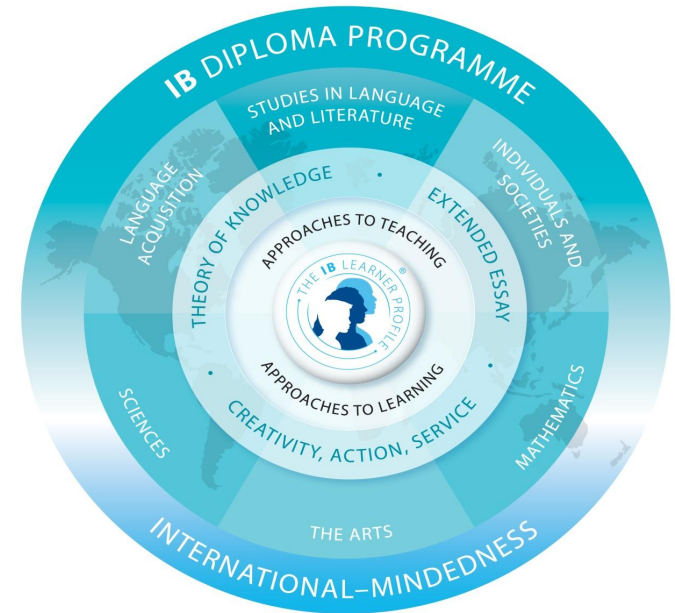 IB DIPLOMA PROGRAMME
STUDIES IN LANGUAGE
AND LITERATURE
LANGUAGE
ACQUISITION
INDIVIDUALS AND
SOCIETIES
THEORY OF KNOWLEDGE
•
EXTENDED ESSAY
APPROACHES TO TEACHING
THE IB LEARNER PROFILE
®
APPROACHES TO LEARNING
•
CREATIVITY, ACTION, SERVICE
•
SCIENCES
MATHEMATICS
THE ARTS
INTERNATIONAL–MINDEDNESS